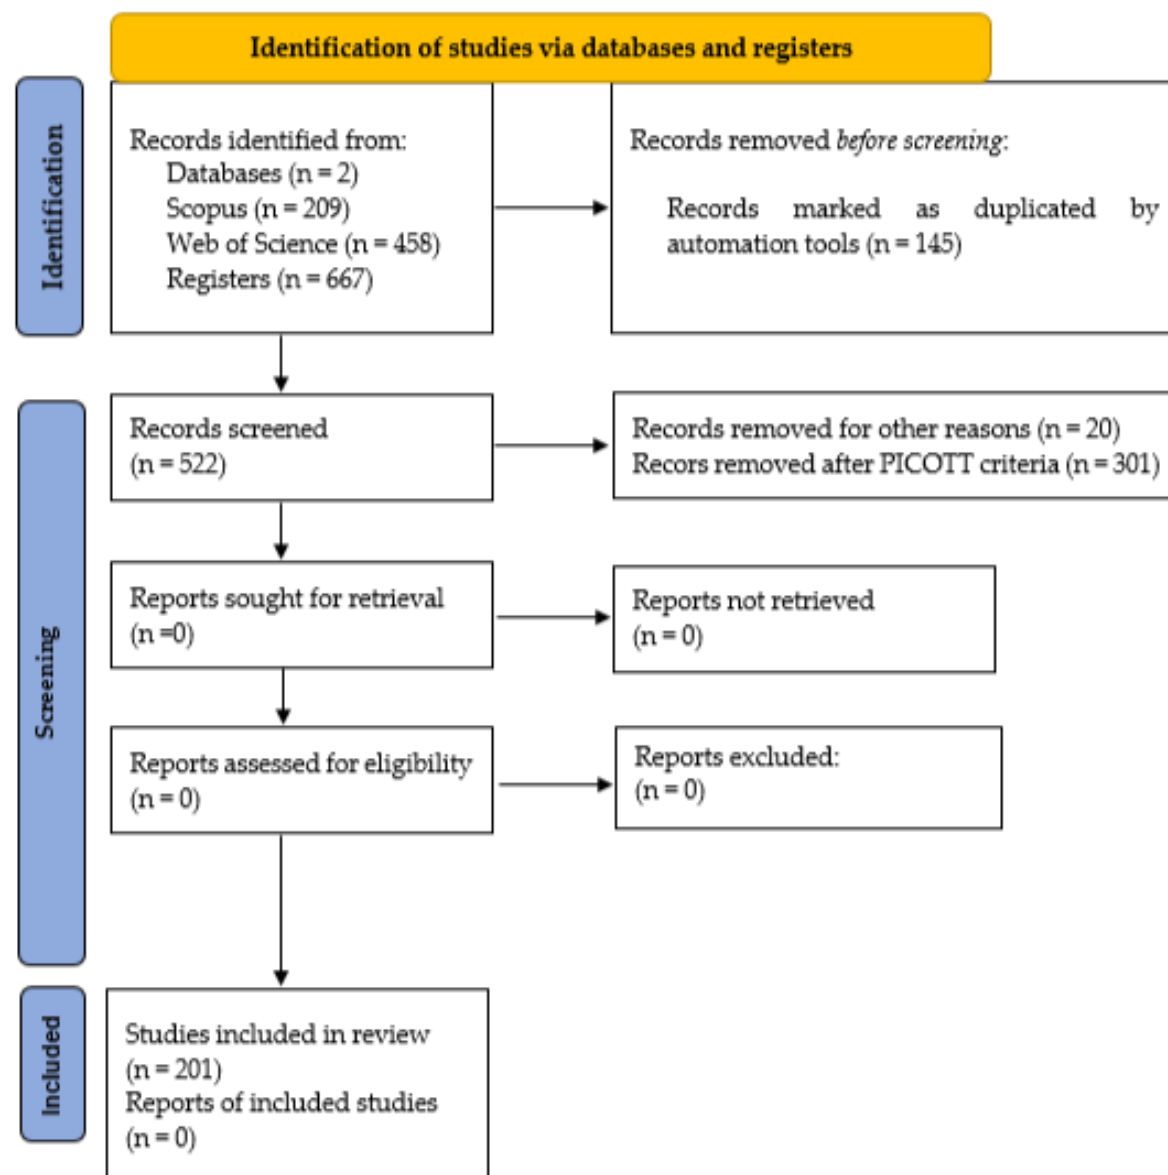 Identification of studies via databases and registers
Identification
Records identified from:
Databases (n = 2)
Scopus (n = 209)
Web of Science (n = 458)
Registers (n = 667)
Records removed before screening:
Records marked as duplicated by
automation tools (n = 145)
Screening
Records screened
(n = 522)
Records removed for other reasons (n = 20)
Recors removed after PICOTT criteria (n = 301)
Reports sought for retrieval
(n =0)
Reports not retrieved
(n = 0)
Reports assessed for eligibility
(n = 0)
Reports excluded:
(n = 0)
Included
Studies included in review
(n = 201)
Reports of included studies
(n = 0)